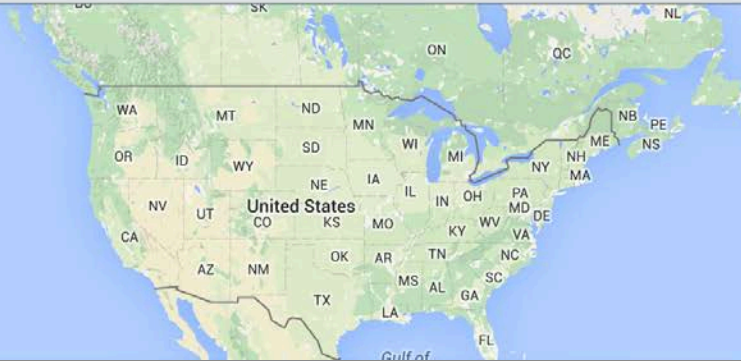 SK
NL
ON
QC
WA
MT
ND
MN
NB
PE
OR
ID
WY
SD
WI
MI
NY
NH
ME
NS
MA
NV
UT
NE
IA
IL
IN
OH
PA
MD
DE
United States
CO
KS
MO
KY
WV
VA
CA
AZ
NM
OK
AR
TN
NC
SC
TX
MS
AL
GA
LA
FL
Gulf of